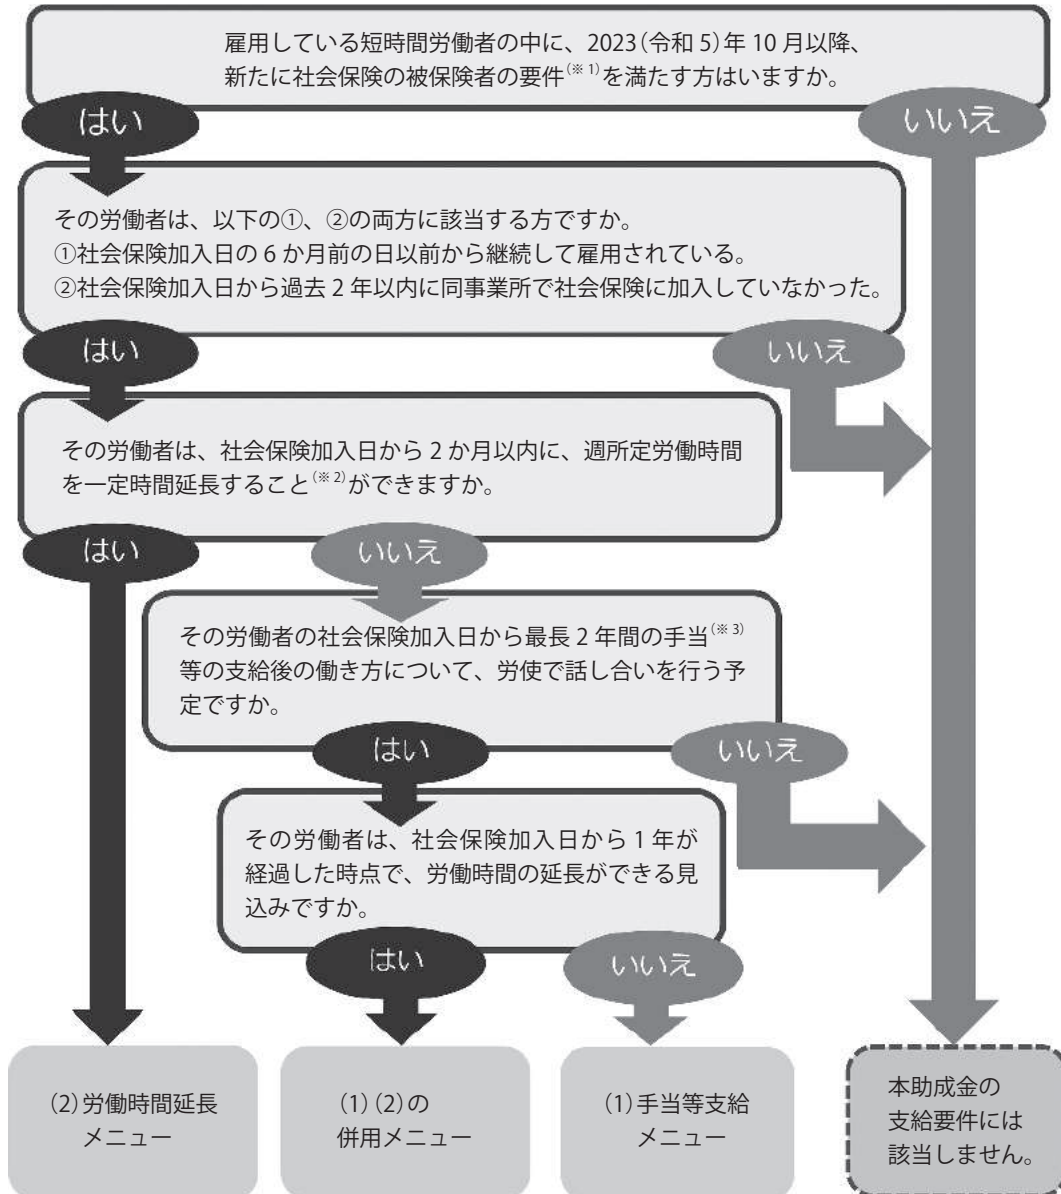 雇用している短時間労働者の中に、2023(令和5)年10月以降、
新たに社会保険の被保険者の要件(※1)を満たす方はいますか。
はい
いいえ
その労働者は、以下の①、②の両方に該当する方ですか。
①社会保険加入日の6か月前の日以前から継続して雇用されている。
②社会保険加入日から過去2年以内に同事業所で社会保険に加入していなかった。
はい
いいえ
その労働者は、社会保険加入日から2か月以内に、週所定労働時間
を一定時間延長すること(※2)ができますか。
はい
いいえ
その労働者の社会保険加入日から最長2年間の手当(※3)
等の支給後の働き方について、労使で話し合いを行う予
定ですか。
はい
いいえ
その労働者は、社会保険加入日から1年が
経過した時点で、労働時間の延長ができる見
込みですか。
はい
いいえ
(2)労働時間延長
メニュー
(1)(2)の
併用メニュー
(1)手当等支給
メニュー
本助成金の
支給要件には
該当しません。